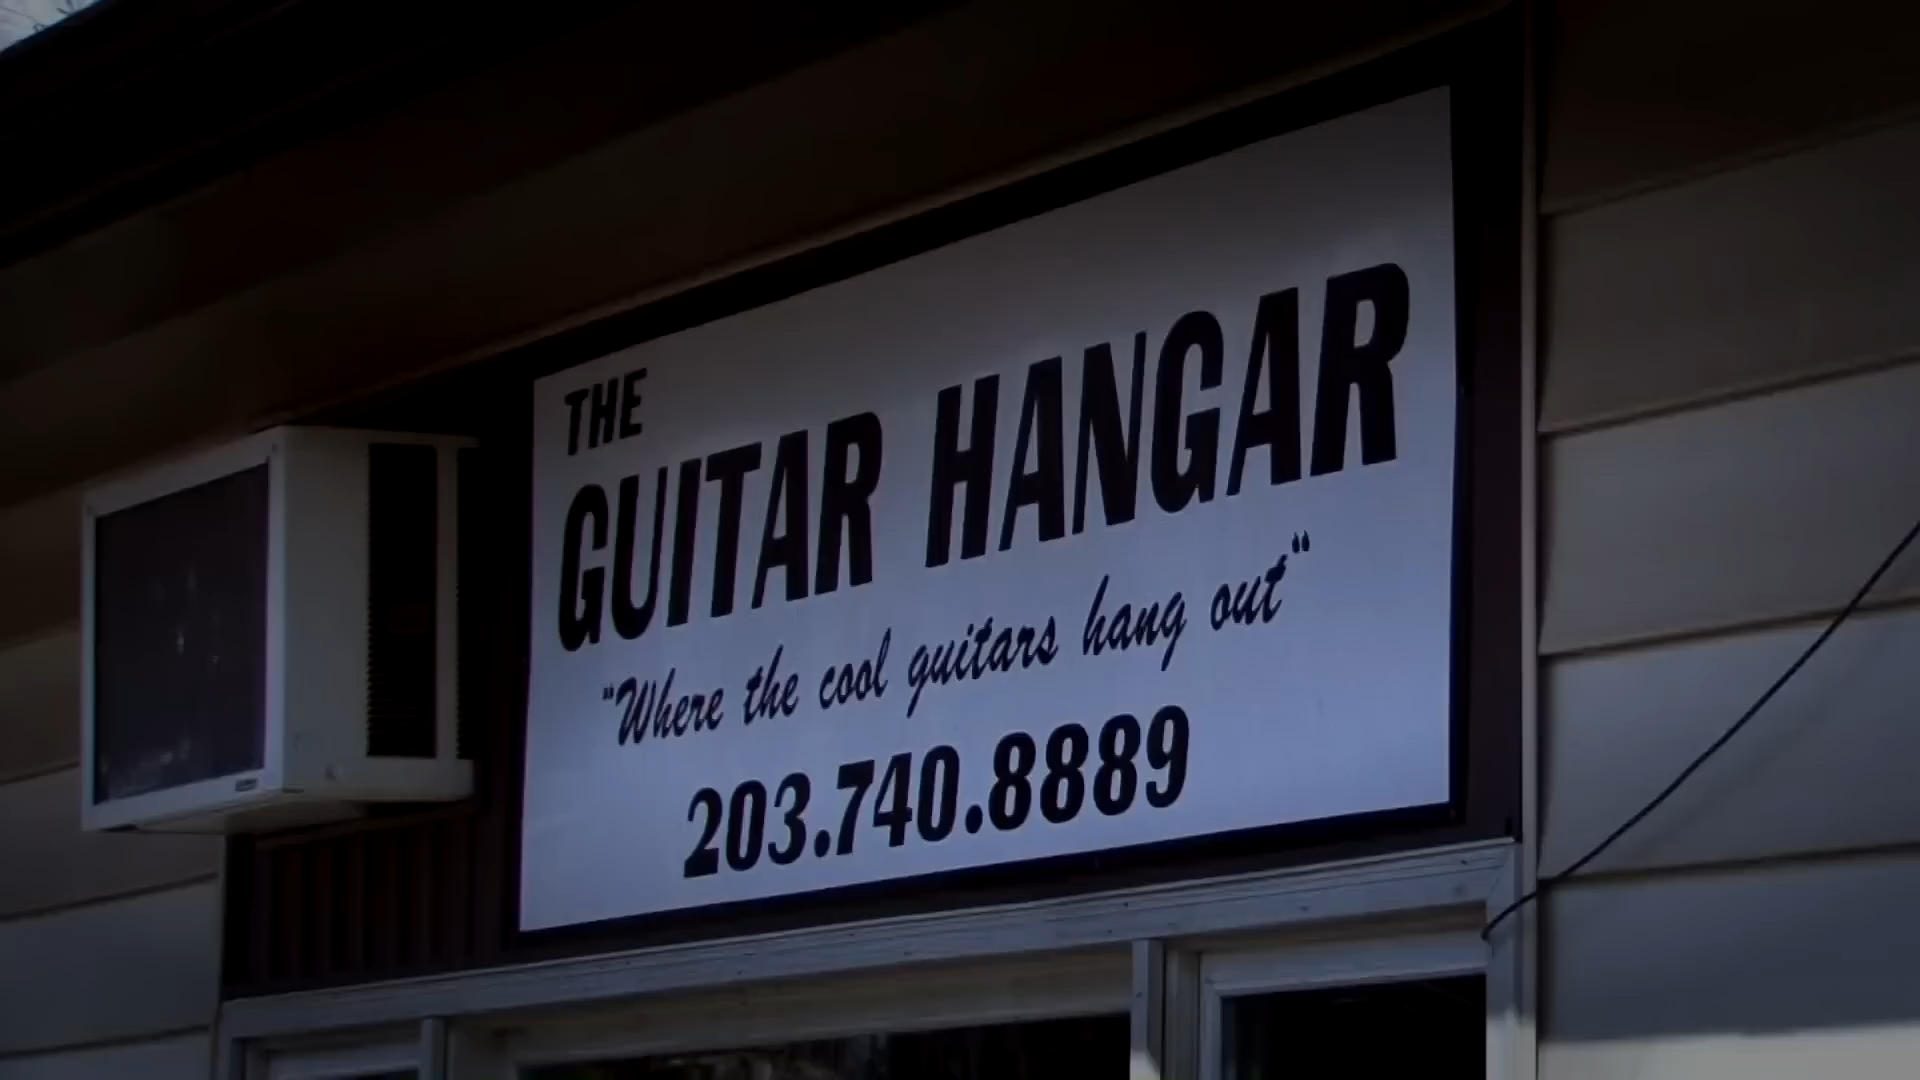 THE
GUITAR HANGAR
"Where the cool guitars hang out"
203.740.8889